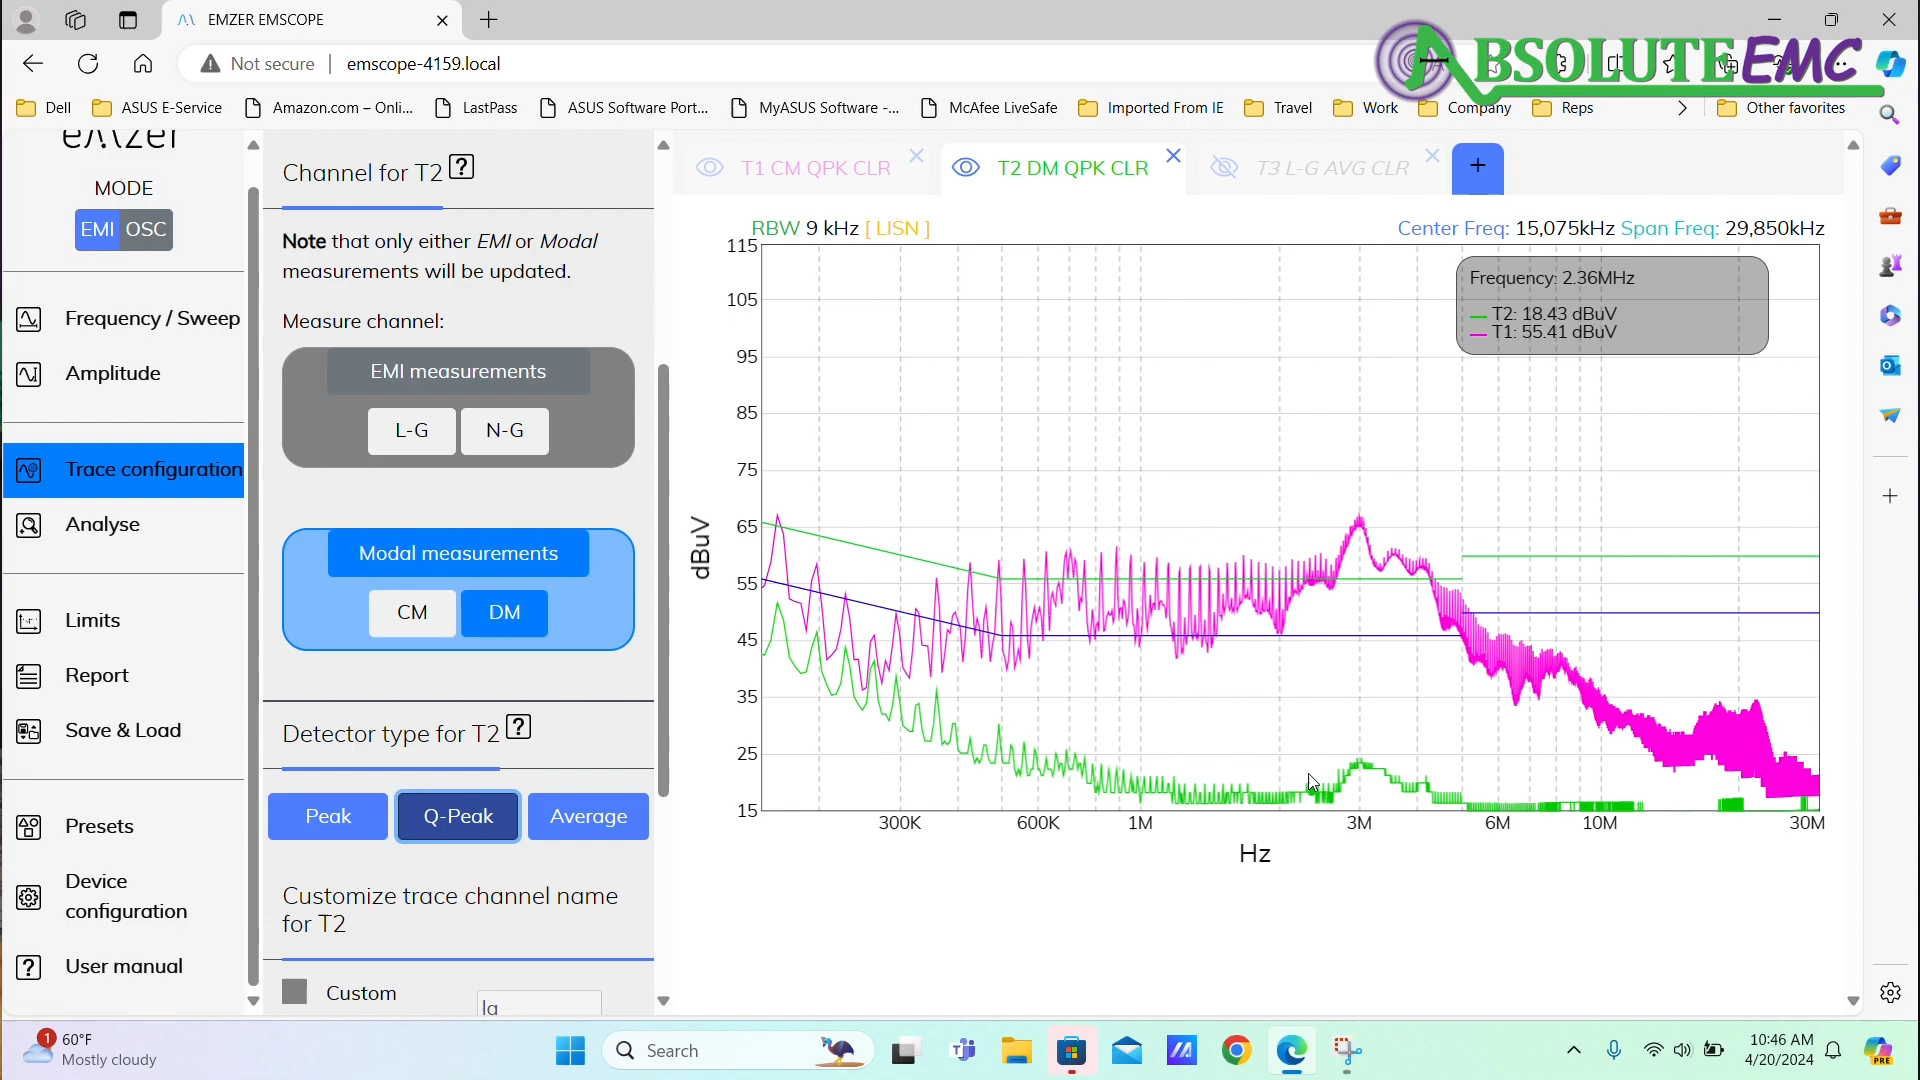 EMZER EMSCOPE
Not secure
emscope-4159.local
ABSOLUTE EMC
Dell
ASUS E-Service
Amazon.com – Onli...
LastPass
ASUS Software Port...
MyASUS Software -...
McAfee LiveSafe
Imported From IE
Travel
Work
Company
Reps
Other favorites
emzer
MODE
EMI OSC
Frequency / Sweep
Amplitude
Trace configuration
Analyse
Limits
Report
Save & Load
Presets
Device
configuration
User manual
Channel for T2 ?
Note that only either EMI or Modal
measurements will be updated.
Measure channel:
EMI measurements
L-G N-G
Modal measurements
CM DM
Detector type for T2 ?
Peak Q-Peak Average
Customize trace channel name
for T2
Custom
T1 CM QPK CLR
T2 DM QPK CLR
T3 L-G AVG CLR
+
RBW 9 kHz [ LISN ]
Center Freq: 15,075kHz Span Freq: 29,850kHz
Frequency: 2.36MHz
T2: 18.43 dBuV
T1: 55.41 dBuV
115
105
95
85
75
65
55
45
35
25
15
dBuV
300K 600K 1M 3M 6M 10M 30M
Hz
1
60°F
Mostly cloudy
Search
10:46 AM
4/20/2024
PRE